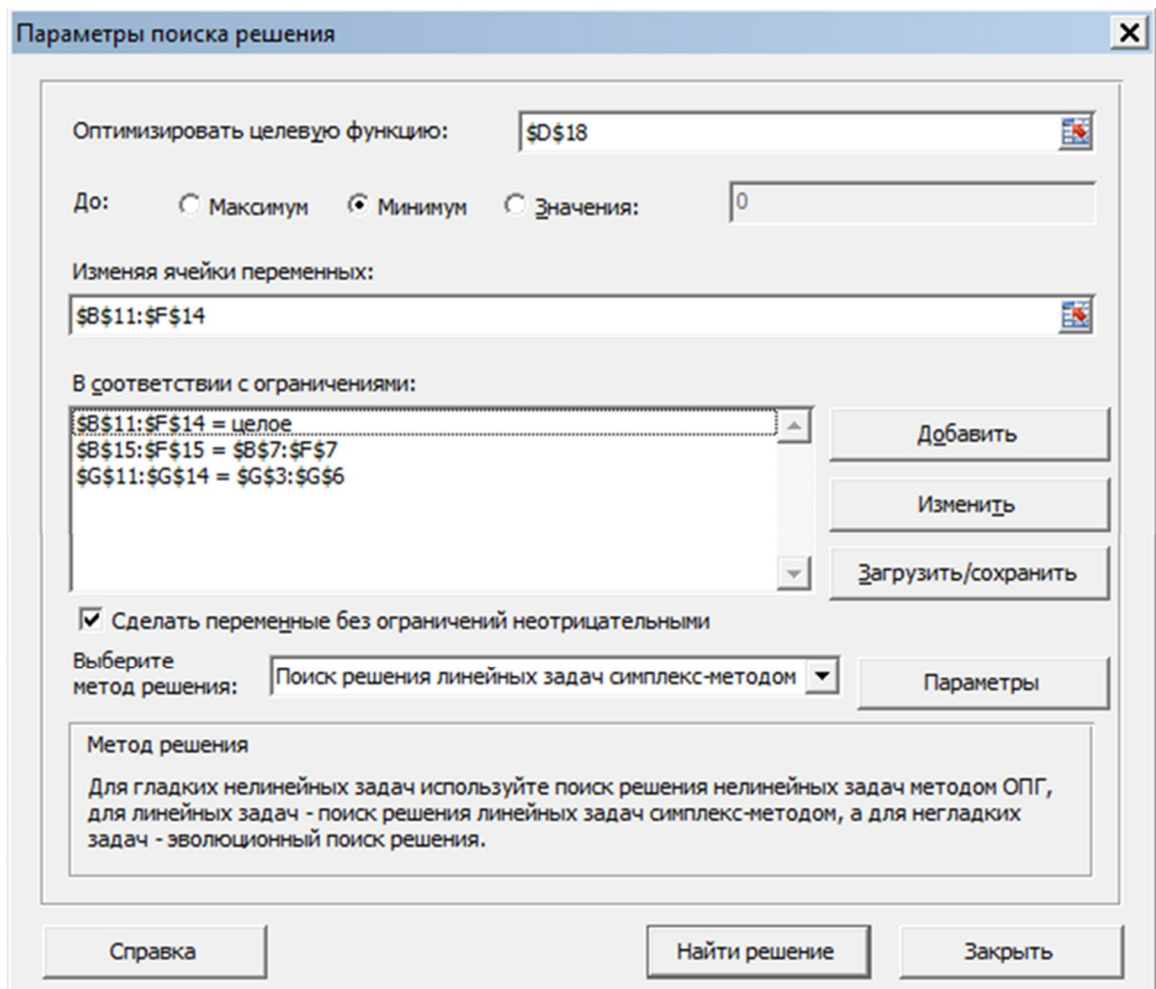 Параметры поиска решения
Оптимизировать целевую функцию: $D$18
До: Максимум Минимум Значения: 0
Изменяя ячейки переменных:
$B$11:$F$14
В соответствии с ограничениями:
$B$11:$F$14 = целое
$B$15:$F$15 = $B$7:$F$7
$G$11:$G$14 = $G$3:$G$6
Добавить
Изменить
Загрузить/сохранить
Сделать переменные без ограничений неотрицательными
Выберите
метод решения:
Поиск решения линейных задач симплекс-методом
Параметры
Метод решения
Для гладких нелинейных задач используйте поиск решения нелинейных задач методом ОПГ,
для линейных задач - поиск решения линейных задач симплекс-методом, а для негладких
задач - эволюционный поиск решения.
Справка Найти решение Закрыть